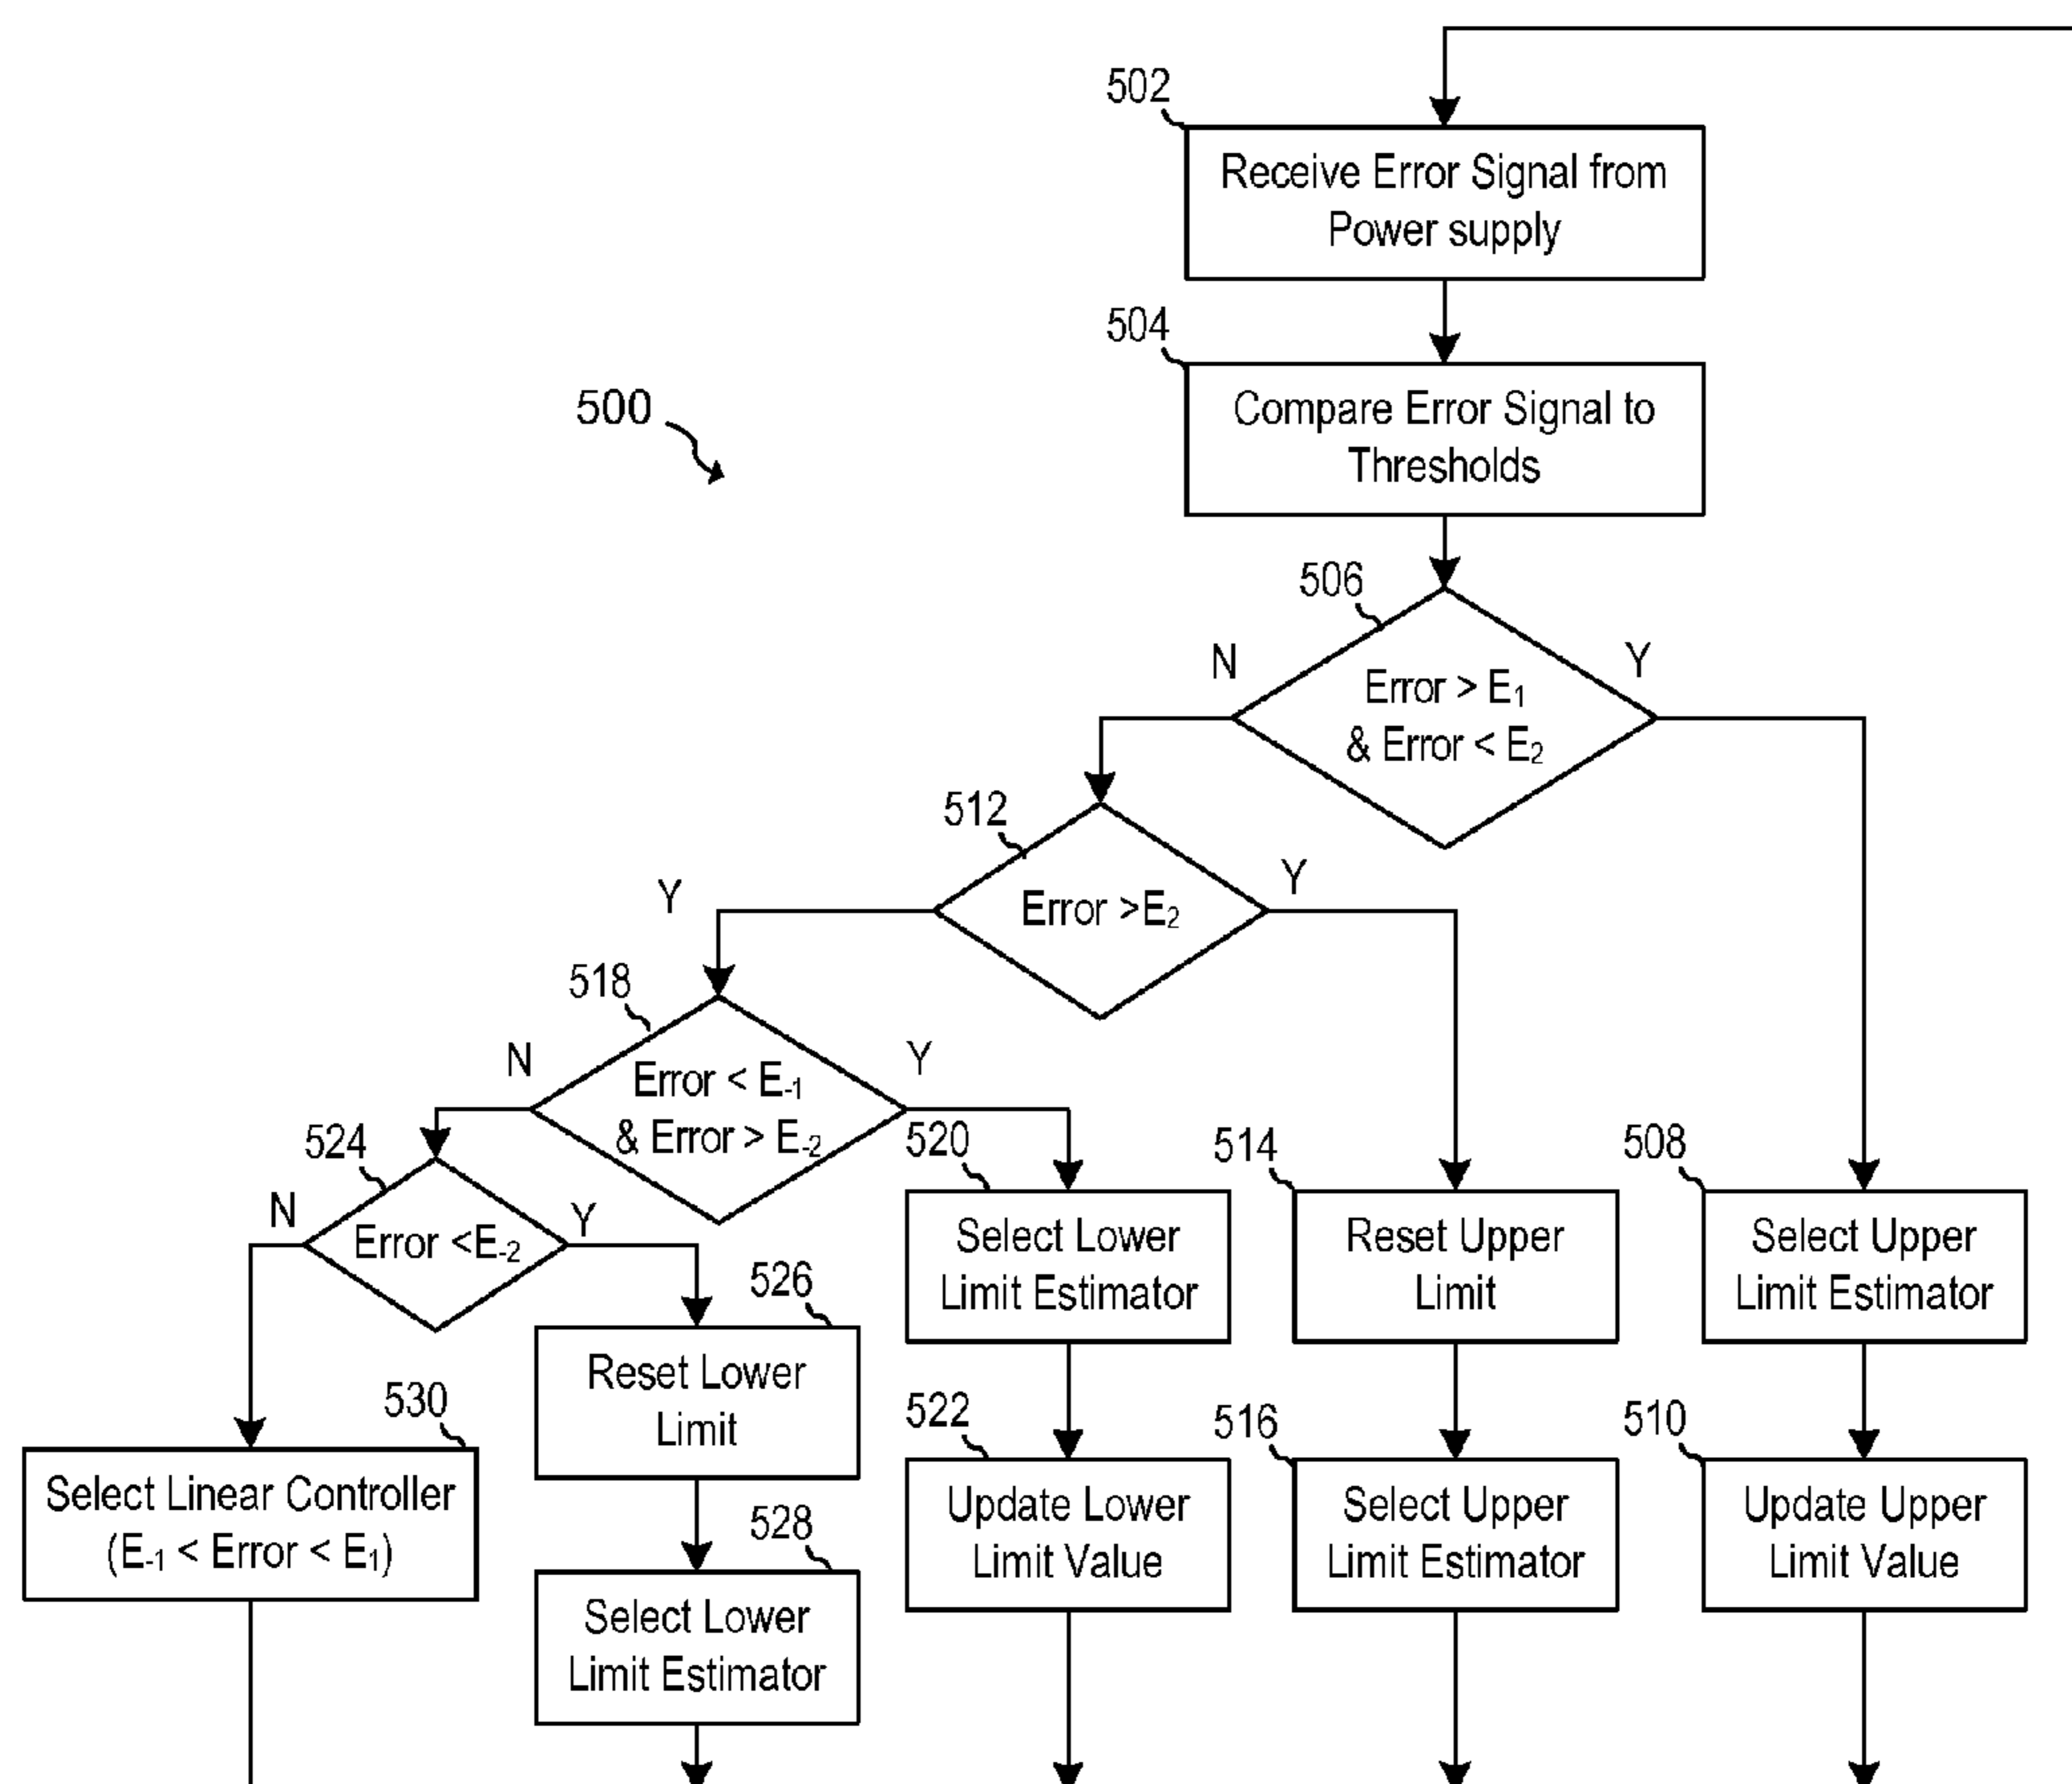 502
Receive Error Signal from
Power supply
504
Compare Error Signal to
Thresholds
500
506
N
Y
Error > E₁
& Error < E₂
512
Y
Y
Error >E₂
518
N
Y
Error < E₋₁
& Error > E₋₂
524
N
Y
Error <E₋₂
520
Select Lower
Limit Estimator
514
Reset Upper
Limit
508
Select Upper
Limit Estimator
526
Reset Lower
Limit
530
Select Linear Controller
(E₋₁ < Error < E₁)
522
Update Lower
Limit Value
516
Select Upper
Limit Estimator
510
Update Upper
Limit Value
528
Select Lower
Limit Estimator